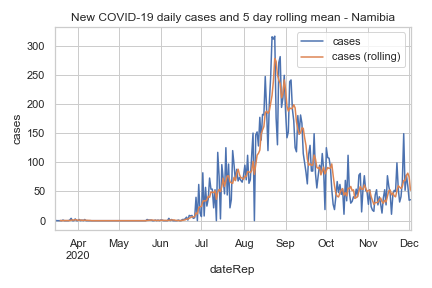 New COVID-19 daily cases and 5 day rolling mean - Namibia
cases
cases (rolling)
300
250
200
150
100
50
0
cases
Apr
2020
May
Jun
Jul
Aug
Sep
Oct
Nov
Dec
dateRep